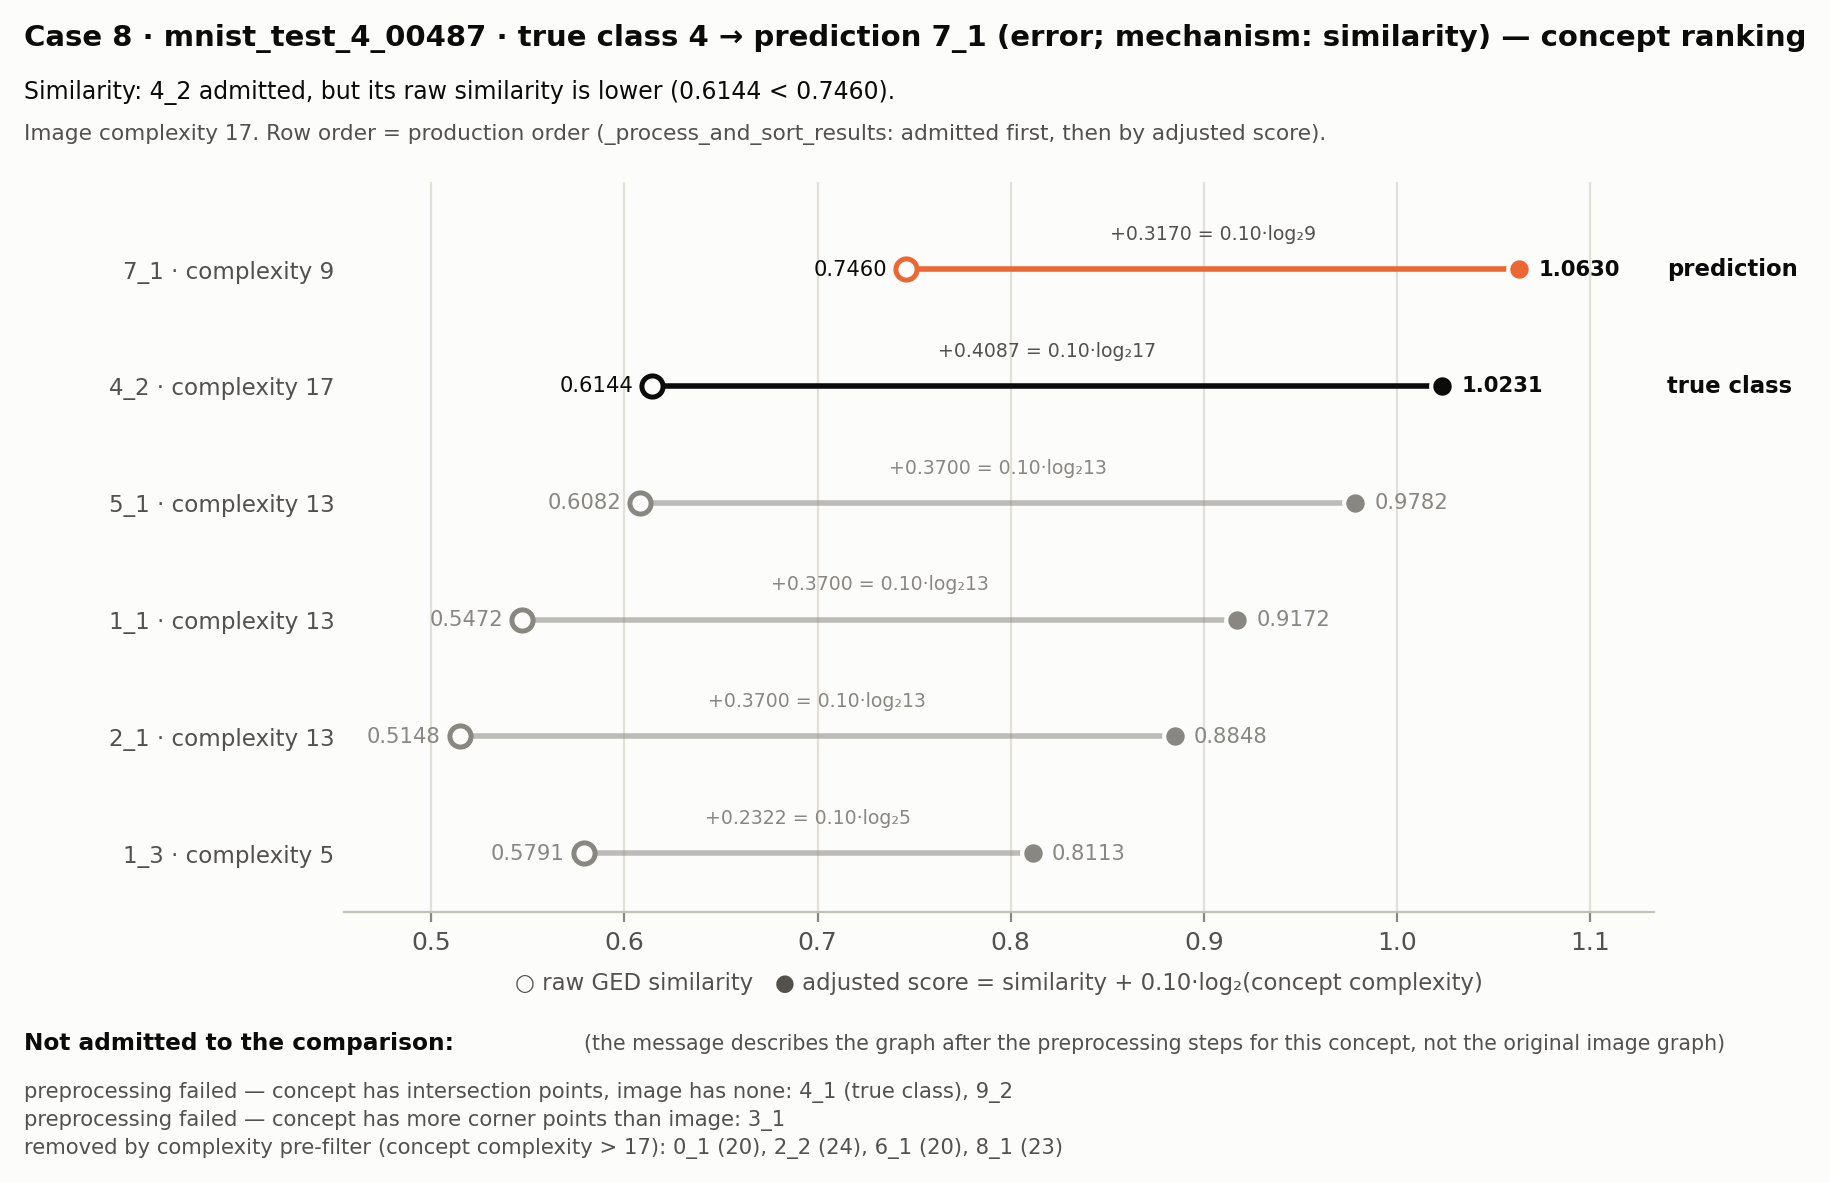 Case 8 · mnist_test_4_00487 · true class 4 → prediction 7_1 (error; mechanism: similarity) — concept ranking
Similarity: 4_2 admitted, but its raw similarity is lower (0.6144 < 0.7460).
Image complexity 17. Row order = production order (_process_and_sort_results: admitted first, then by adjusted score).
+0.3170 = 0.10·log₂9
7_1 · complexity 9 0.7460 1.0630 prediction
+0.4087 = 0.10·log₂17
4_2 · complexity 17 0.6144 1.0231 true class
+0.3700 = 0.10·log₂13
5_1 · complexity 13 0.6082 0.9782
+0.3700 = 0.10·log₂13
1_1 · complexity 13 0.5472 0.9172
+0.3700 = 0.10·log₂13
2_1 · complexity 13 0.5148 0.8848
+0.2322 = 0.10·log₂5
1_3 · complexity 5 0.5791 0.8113
0.5 0.6 0.7 0.8 0.9 1.0 1.1
○ raw GED similarity ● adjusted score = similarity + 0.10·log₂(concept complexity)
Not admitted to the comparison: (the message describes the graph after the preprocessing steps for this concept, not the original image graph)
preprocessing failed — concept has intersection points, image has none: 4_1 (true class), 9_2
preprocessing failed — concept has more corner points than image: 3_1
removed by complexity pre-filter (concept complexity > 17): 0_1 (20), 2_2 (24), 6_1 (20), 8_1 (23)